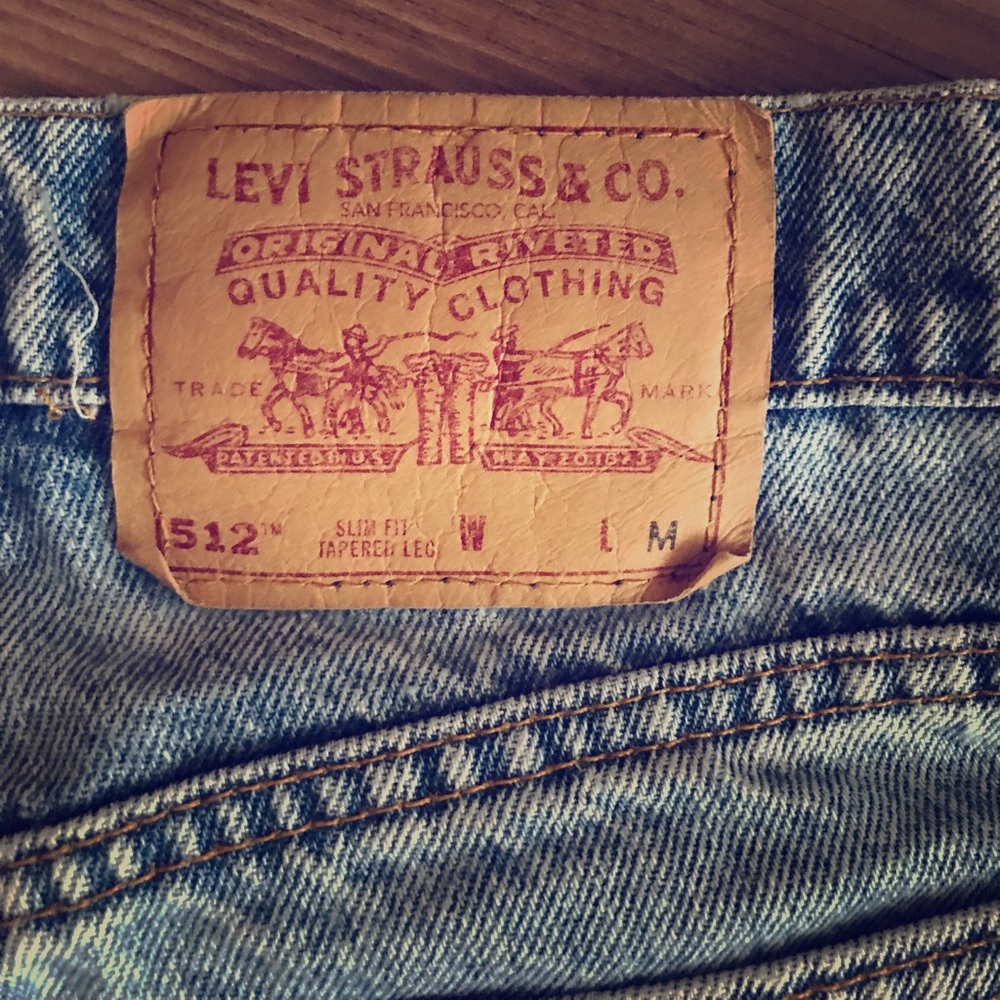 LEVI STRAUSS & CO.
SAN FRANCISCO, CAL.
ORIGINAL RIVETED
QUALITY CLOTHING
TRADE MARK
PATENTED IN U.S. MAY 20 1873
512™ SLIM FIT W L M
TAPERED LEG